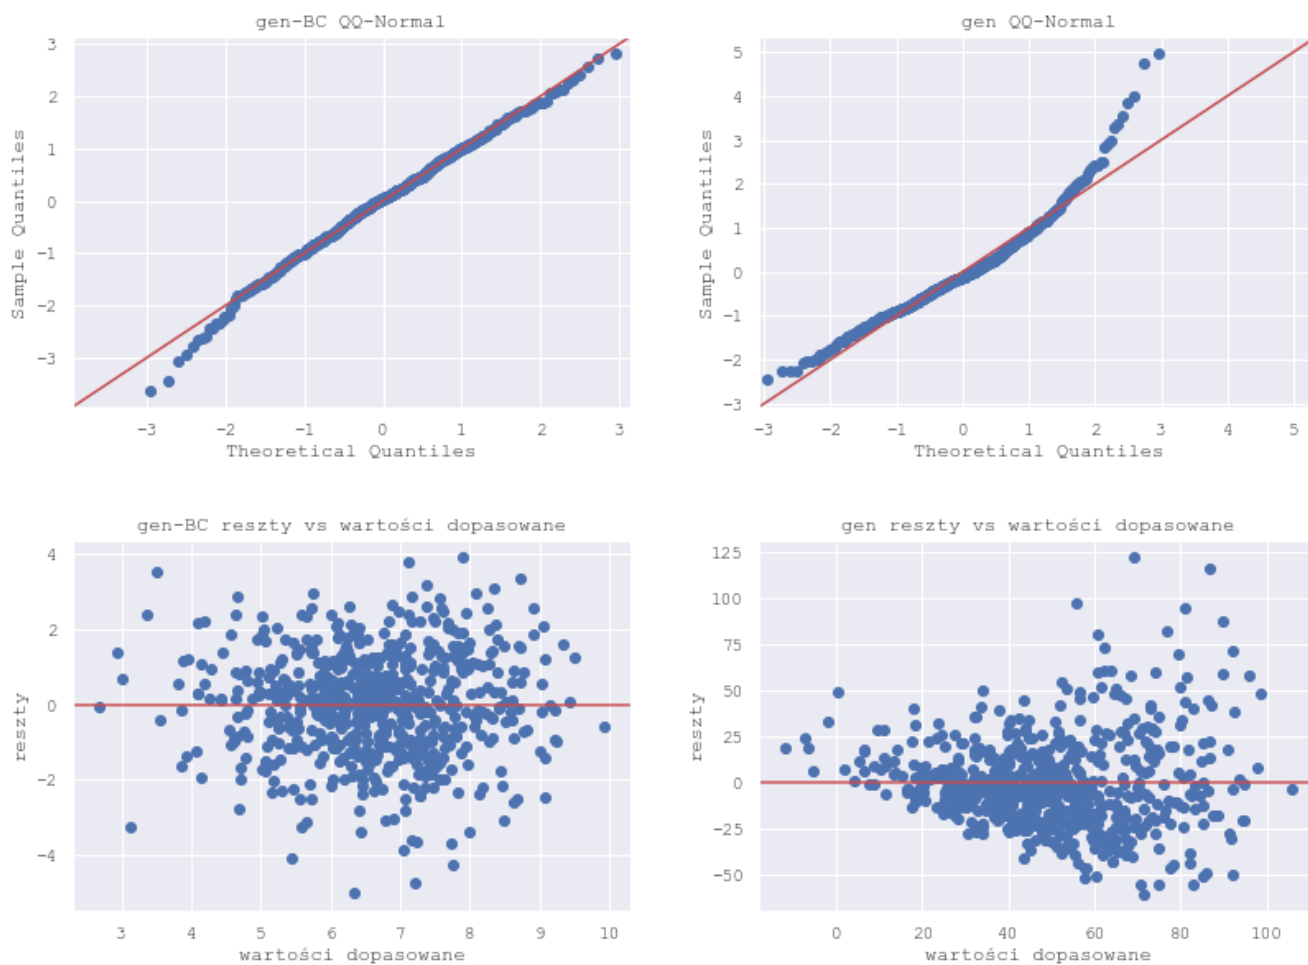 gen-BC QQ-Normal
3
2
1
0
-1
-2
-3
Sample Quantiles
-3 -2 -1 0 1 2 3
Theoretical Quantiles
gen QQ-Normal
5
4
3
2
1
0
-1
-2
-3
Sample Quantiles
-3 -2 -1 0 1 2 3 4 5
Theoretical Quantiles
gen-BC reszty vs wartości dopasowane
4
2
0
-2
-4
reszty
3 4 5 6 7 8 9 10
wartości dopasowane
gen reszty vs wartości dopasowane
125
100
75
50
25
0
-25
-50
reszty
0 20 40 60 80 100
wartości dopasowane